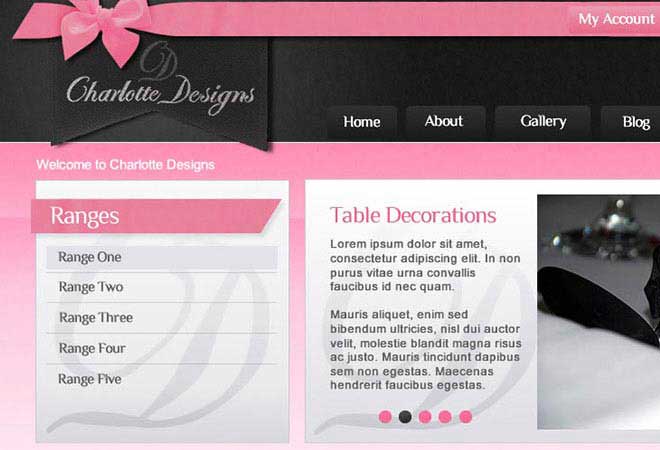 My Account
CD
Charlotte Designs
Home
About
Gallery
Blog
Welcome to Charlotte Designs
Ranges
Range One
Range Two
Range Three
Range Four
Range Five
Table Decorations
Lorem ipsum dolor sit amet,
consectetur adipiscing elit. In non
purus vitae urna convallis
faucibus id nec quam.
Mauris aliquet, enim sed
bibendum ultricies, nisl dui auctor
velit, molestie blandit magna risus
ac justo. Mauris tincidunt dapibus
sem non egestas. Maecenas
hendrerit faucibus egestas.